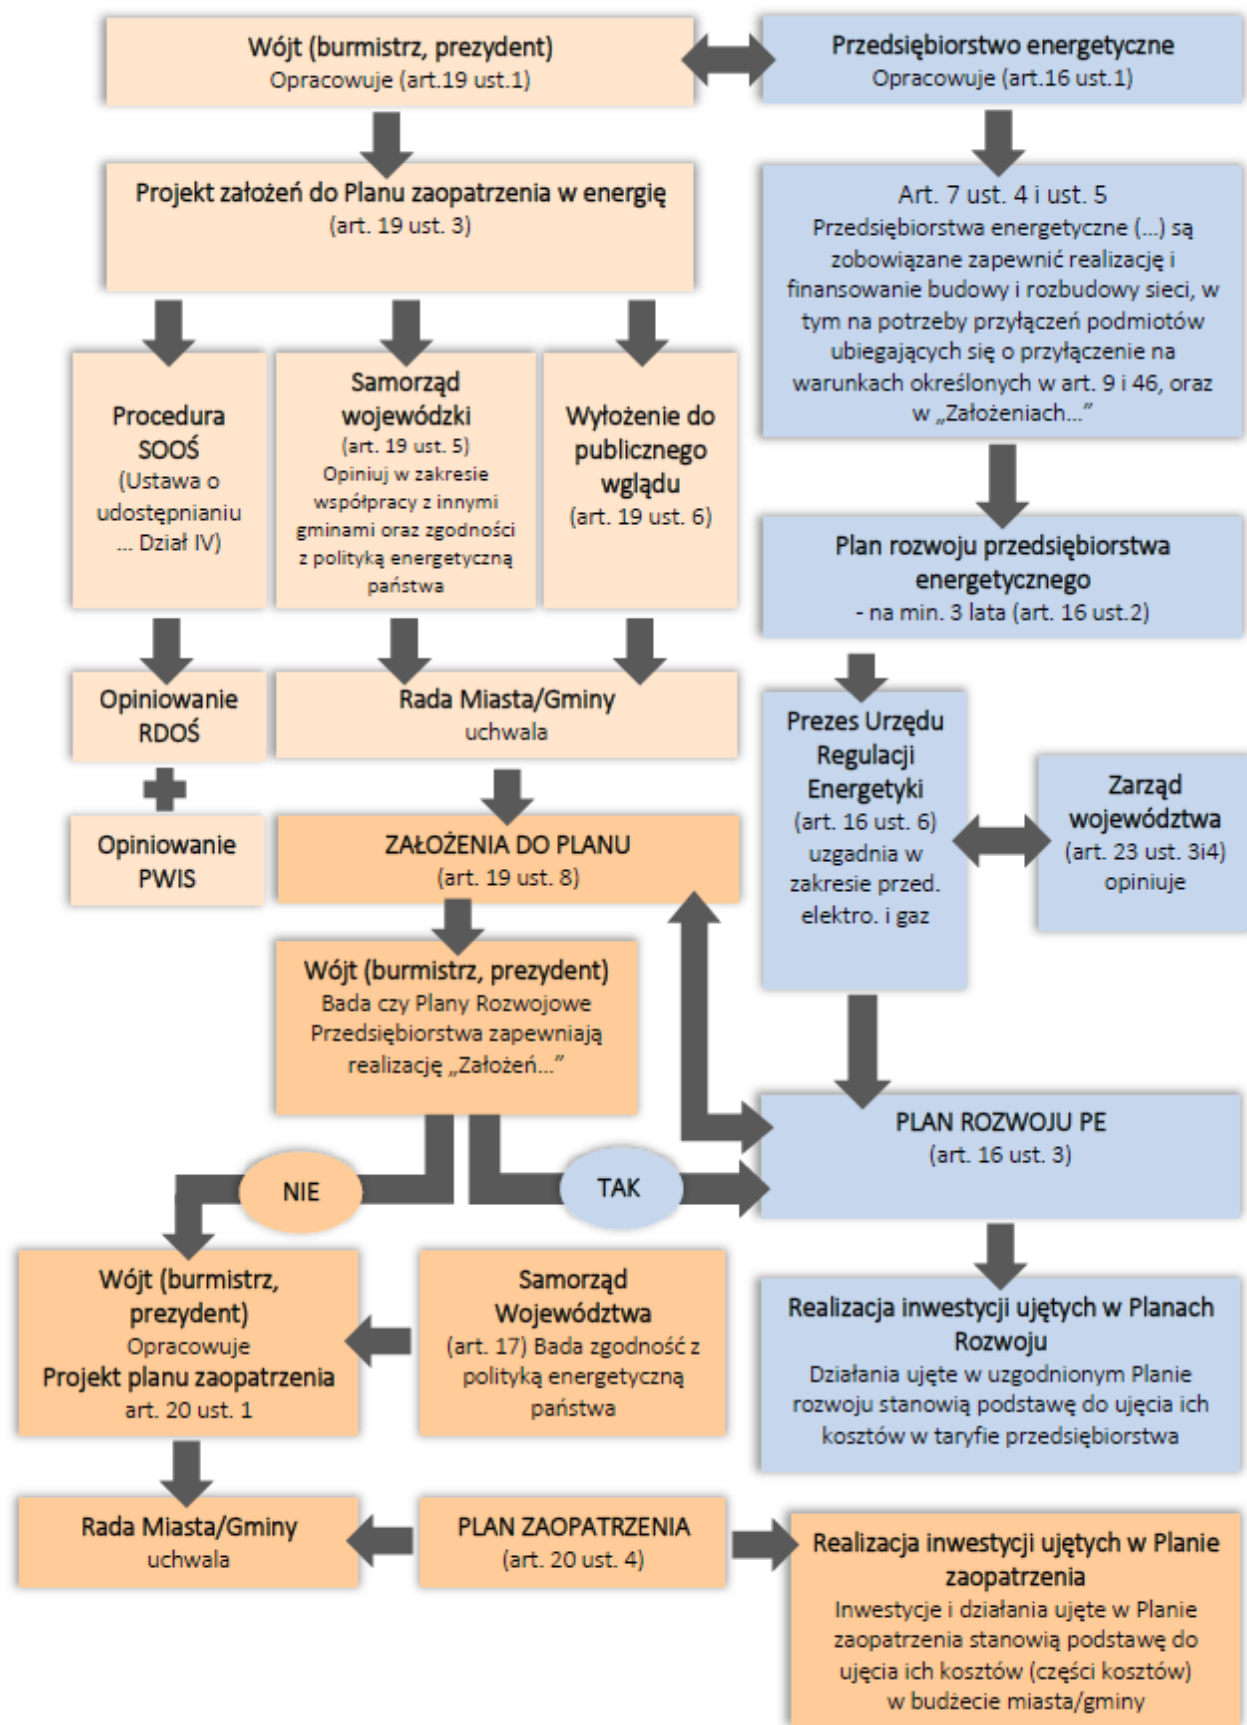 Wójt (burmistrz, prezydent)
Opracowuje (art.19 ust.1)
Przedsiębiorstwo energetyczne
Opracowuje (art.16 ust.1)
Projekt założeń do Planu zaopatrzenia w energię
(art. 19 ust. 3)
Art. 7 ust. 4 i ust. 5
Przedsiębiorstwa energetyczne (...) są
zobowiązane zapewnić realizację i
finansowanie budowy i rozbudowy sieci, w
tym na potrzeby przyłączeń podmiotów
ubiegających się o przyłączenie na
warunkach określonych w art. 9 i 46, oraz
w „Założeniach...”
Procedura
SOOŚ
(Ustawa o
udostępnianiu
... Dział IV)
Samorząd
wojewódzki
(art. 19 ust. 5)
Opiniuj w zakresie
współpracy z innymi
gminami oraz zgodności
z polityką energetyczną
państwa
Wyłożenie do
publicznego
wglądu
(art. 19 ust. 6)
Plan rozwoju przedsiębiorstwa
energetycznego
- na min. 3 lata (art. 16 ust.2)
Opiniowanie
RDOŚ
Rada Miasta/Gminy
uchwala
Prezes Urzędu
Regulacji
Energetyki
(art. 16 ust. 6)
uzgadnia w
zakresie przed.
elektro. i gaz
Zarząd
województwa
(art. 23 ust. 3i4)
opiniuje
Opiniowanie
PWIS
ZAŁOŻENIA DO PLANU
(art. 19 ust. 8)
Wójt (burmistrz, prezydent)
Bada czy Plany Rozwojowe
Przedsiębiorstwa zapewniają
realizację „Założeń...”
PLAN ROZWOJU PE
(art. 16 ust. 3)
NIE
TAK
Wójt (burmistrz,
prezydent)
Opracowuje
Projekt planu zaopatrzenia
art. 20 ust. 1
Samorząd
Województwa
(art. 17) Bada zgodność z
polityką energetyczną
państwa
Realizacja inwestycji ujętych w Planach
Rozwoju
Działania ujęte w uzgodnionym Planie
rozwoju stanowią podstawę do ujęcia ich
kosztów w taryfie przedsiębiorstwa
Rada Miasta/Gminy
uchwala
PLAN ZAOPATRZENIA
(art. 20 ust. 4)
Realizacja inwestycji ujętych w Planie
zaopatrzenia
Inwestycje i działania ujęte w Planie
zaopatrzenia stanowią podstawę do
ujęcia ich kosztów (części kosztów)
w budżecie miasta/gminy